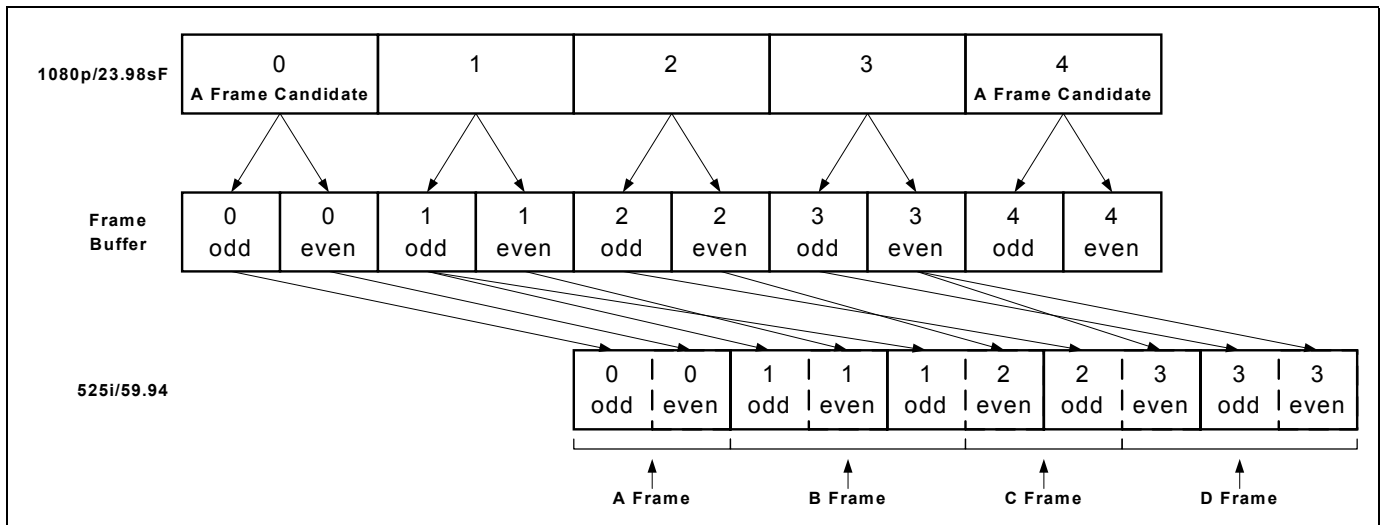 1080p/23.98sF
0 1 2 3 4
A Frame Candidate A Frame Candidate
Frame
Buffer
0 0 1 1 2 2 3 3 4 4
odd even odd even odd even odd even odd even
525i/59.94
0 0 1 1 1 2 2 3 3 3
odd even odd even odd even odd even odd even
A Frame B Frame C Frame D Frame